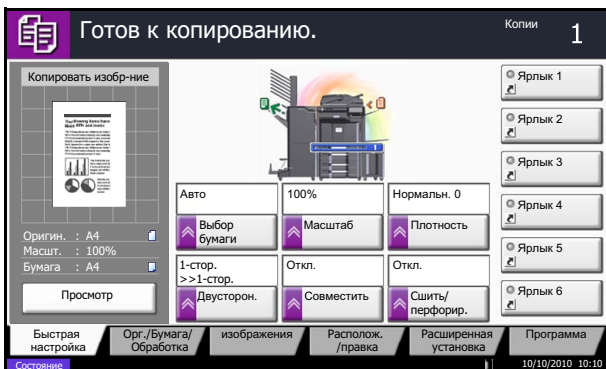 Готов к копированию.
Копии 1
Копировать изобр-ние
Оригин. : A4
Масшт. : 100%
Бумага : A4
Просмотр
1
Авто
Выбор
бумаги
100%
Масштаб
Нормальн. 0
Плотность
1-стор.
>>1-стор.
Двусторон.
Откл.
Совместить
Откл.
Сшить/
перфорир.
Ярлык 1
Ярлык 2
Ярлык 3
Ярлык 4
Ярлык 5
Ярлык 6
Быстрая
настройка
Орг./Бумага/
Обработка
изображения
Располож.
/правка
Расширенная
установка
Программа
Состояние
10/10/2010 10:10